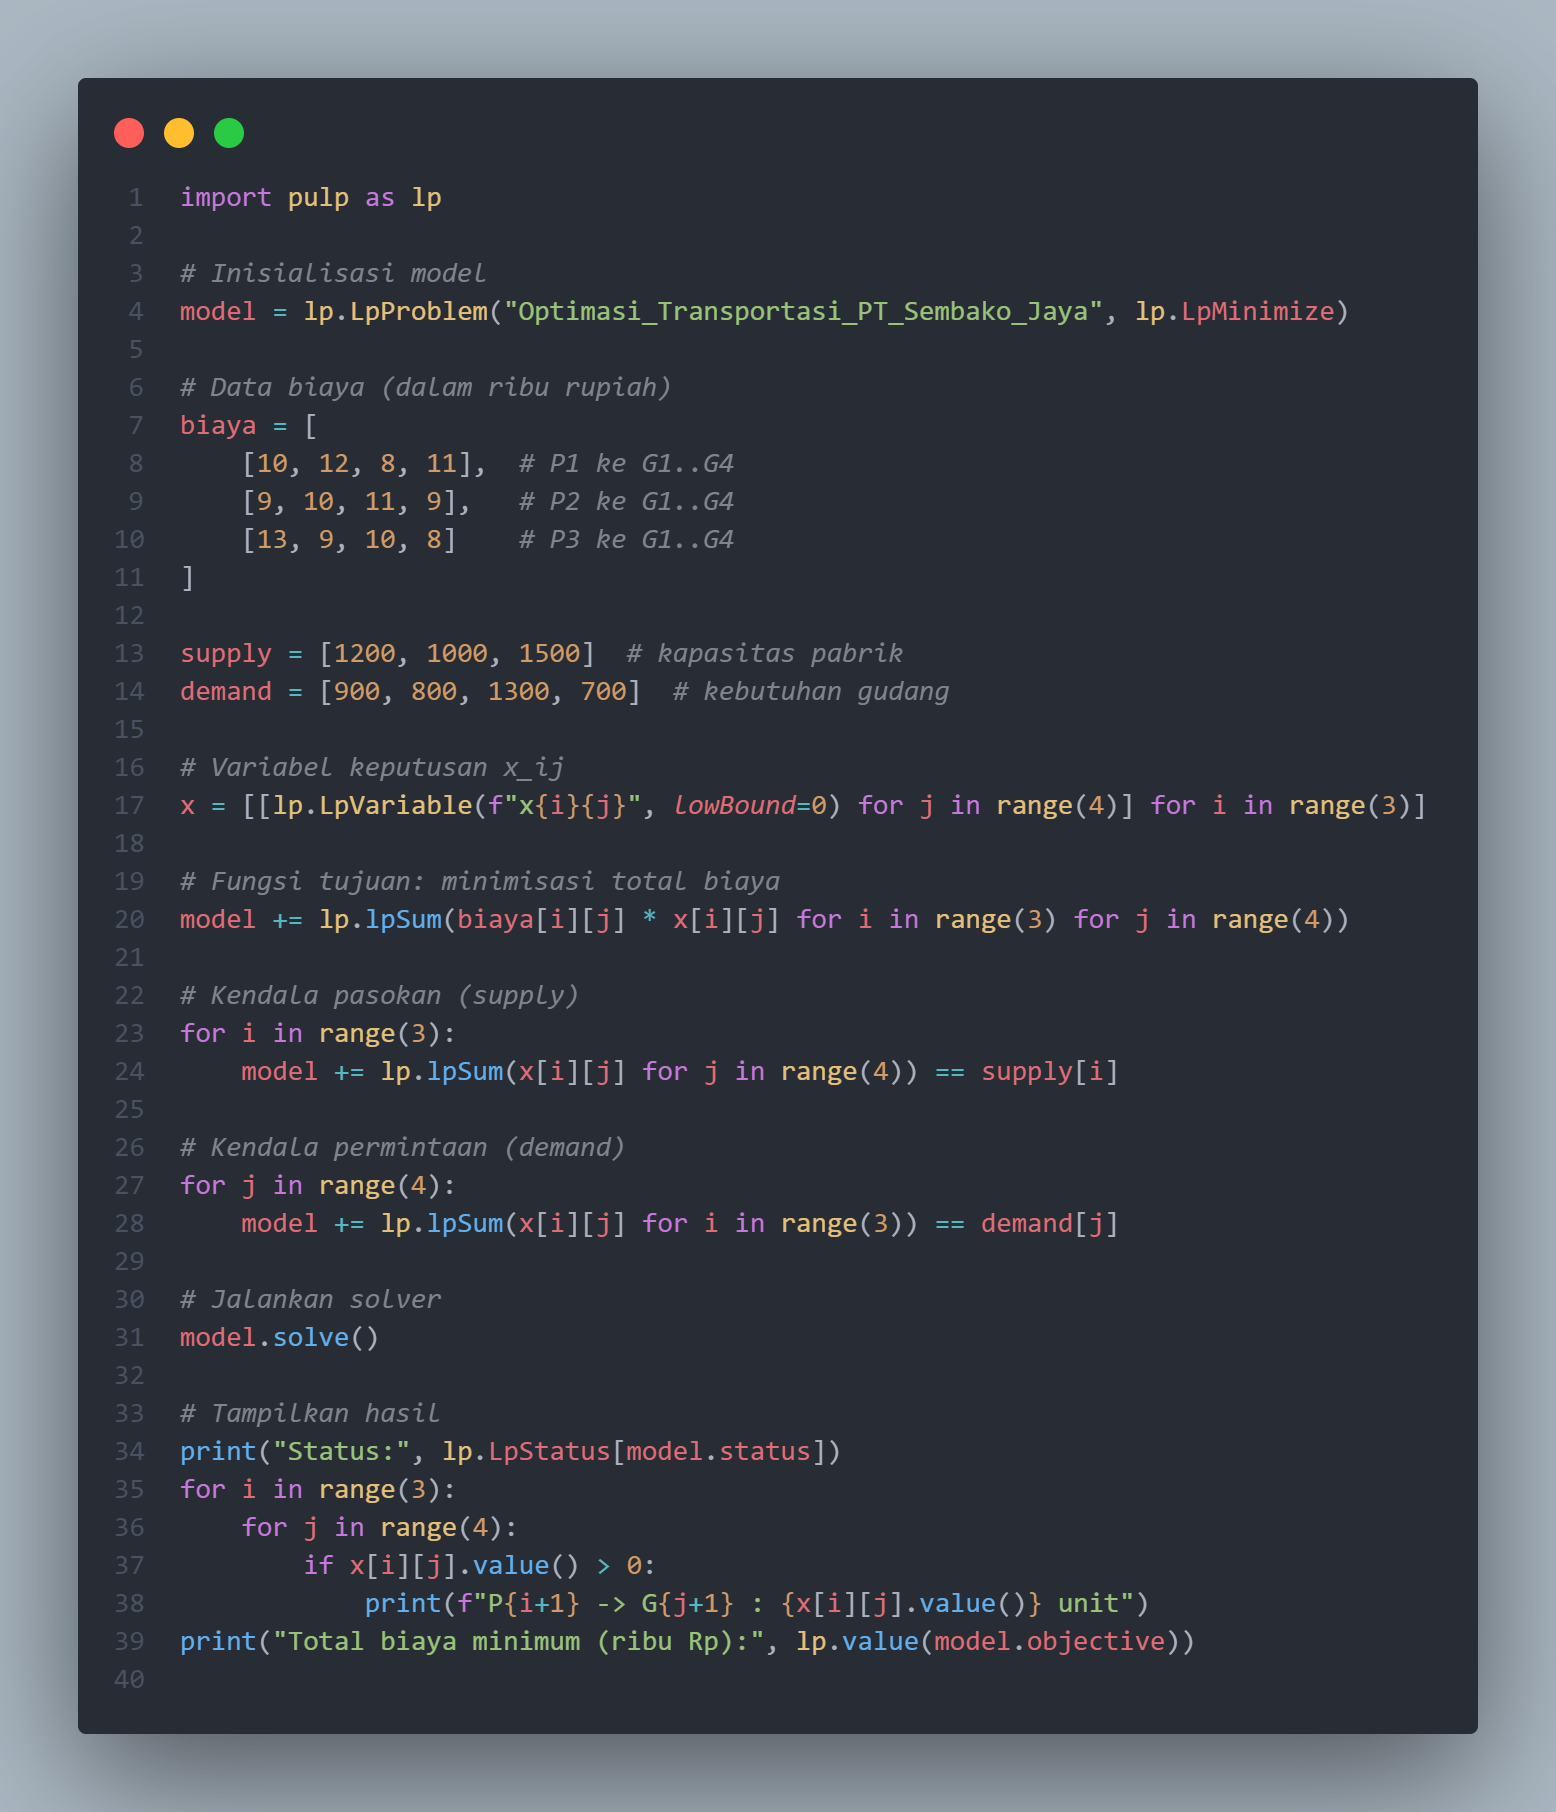 1 import pulp as lp
2
3 # Inisialisasi model
4 model = lp.LpProblem("Optimasi_Transportasi_PT_Sembako_Jaya", lp.LpMinimize)
5
6 # Data biaya (dalam ribu rupiah)
7 biaya = [
8     [10, 12, 8, 11],  # P1 ke G1..G4
9     [9, 10, 11, 9],   # P2 ke G1..G4
10     [13, 9, 10, 8]    # P3 ke G1..G4
11 ]
12
13 supply = [1200, 1000, 1500]  # kapasitas pabrik
14 demand = [900, 800, 1300, 700]  # kebutuhan gudang
15
16 # Variabel keputusan x_ij
17 x = [[lp.LpVariable(f"x{i}{j}", lowBound=0) for j in range(4)] for i in range(3)]
18
19 # Fungsi tujuan: minimisasi total biaya
20 model += lp.lpSum(biaya[i][j] * x[i][j] for i in range(3) for j in range(4))
21
22 # Kendala pasokan (supply)
23 for i in range(3):
24     model += lp.lpSum(x[i][j] for j in range(4)) == supply[i]
25
26 # Kendala permintaan (demand)
27 for j in range(4):
28     model += lp.lpSum(x[i][j] for i in range(3)) == demand[j]
29
30 # Jalankan solver
31 model.solve()
32
33 # Tampilkan hasil
34 print("Status:", lp.LpStatus[model.status])
35 for i in range(3):
36     for j in range(4):
37         if x[i][j].value() > 0:
38             print(f"P{i+1} -> G{j+1} : {x[i][j].value()} unit")
39 print("Total biaya minimum (ribu Rp):", lp.value(model.objective))
40